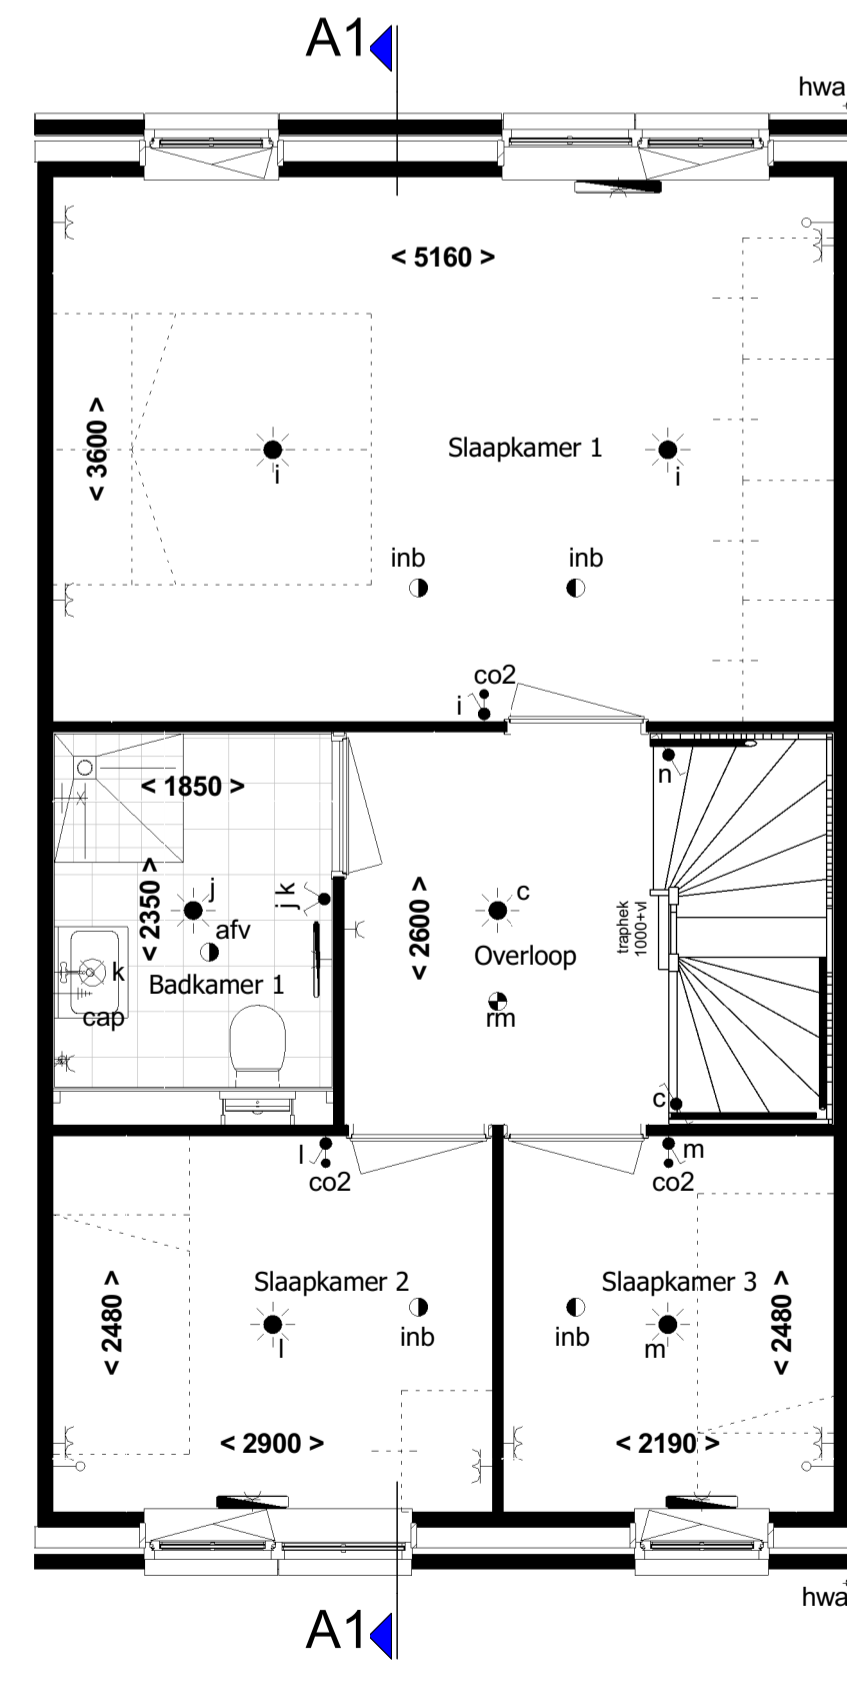 A1
hwa
< 5160 >
< 3600 >
Slaapkamer 1
i
i
inb
inb
co2
i
< 1850 >
n
j
j k
c
< 2350 >
afv
k
Badkamer 1
cap
< 2600 >
Overloop
traphek
1000+vl
rm
c
l
co2
m
co2
Slaapkamer 2
Slaapkamer 3
< 2480 >
inb
l
inb
m
< 2480 >
< 2900 >
< 2190 >
hwa
A1